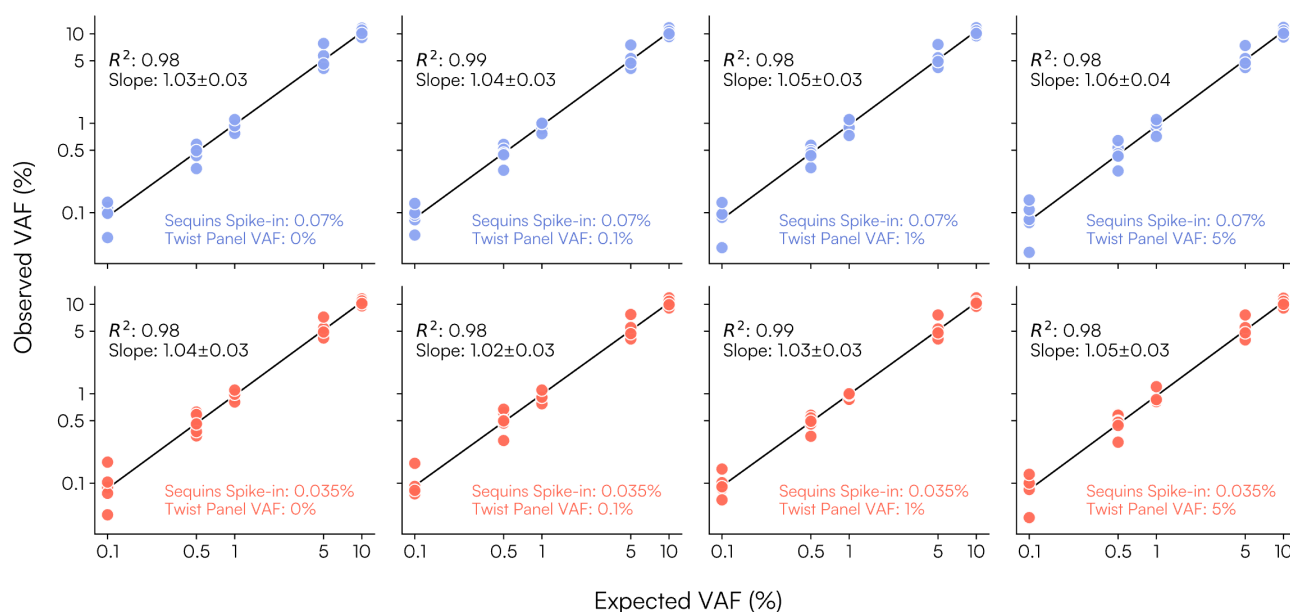 Observed VAF (%)
10
5
1
0.5
0.1
R²: 0.98
Slope: 1.03±0.03
Sequins Spike-in: 0.07%
Twist Panel VAF: 0%
R²: 0.99
Slope: 1.04±0.03
Sequins Spike-in: 0.07%
Twist Panel VAF: 0.1%
R²: 0.98
Slope: 1.05±0.03
Sequins Spike-in: 0.07%
Twist Panel VAF: 1%
R²: 0.98
Slope: 1.06±0.04
Sequins Spike-in: 0.07%
Twist Panel VAF: 5%
10
5
1
0.5
0.1
R²: 0.98
Slope: 1.04±0.03
Sequins Spike-in: 0.035%
Twist Panel VAF: 0%
R²: 0.98
Slope: 1.02±0.03
Sequins Spike-in: 0.035%
Twist Panel VAF: 0.1%
R²: 0.99
Slope: 1.03±0.03
Sequins Spike-in: 0.035%
Twist Panel VAF: 1%
R²: 0.98
Slope: 1.05±0.03
Sequins Spike-in: 0.035%
Twist Panel VAF: 5%
0.1 0.5 1 5 10
0.1 0.5 1 5 10
0.1 0.5 1 5 10
0.1 0.5 1 5 10
Expected VAF (%)